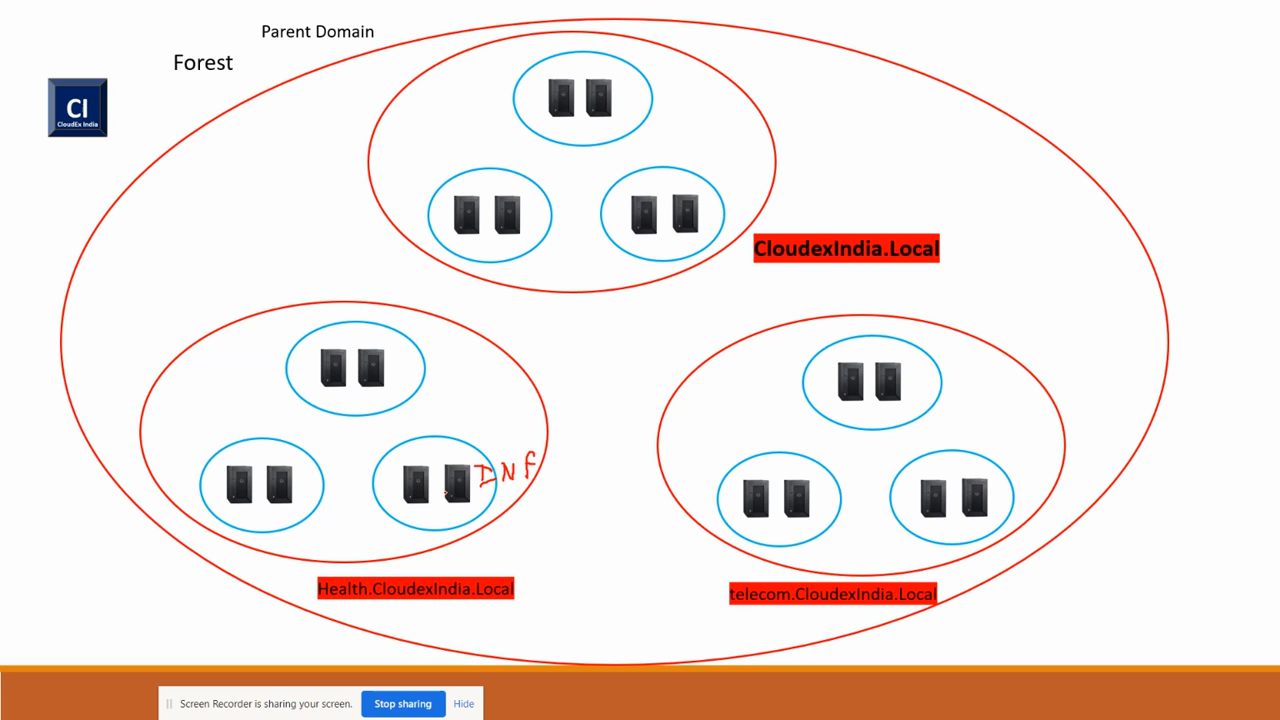 Parent Domain
Forest
CI
CloudEx India
CloudexIndia.Local
INF
Health.CloudexIndia.Local
telecom.CloudexIndia.Local
Screen Recorder is sharing your screen.
Stop sharing
Hide